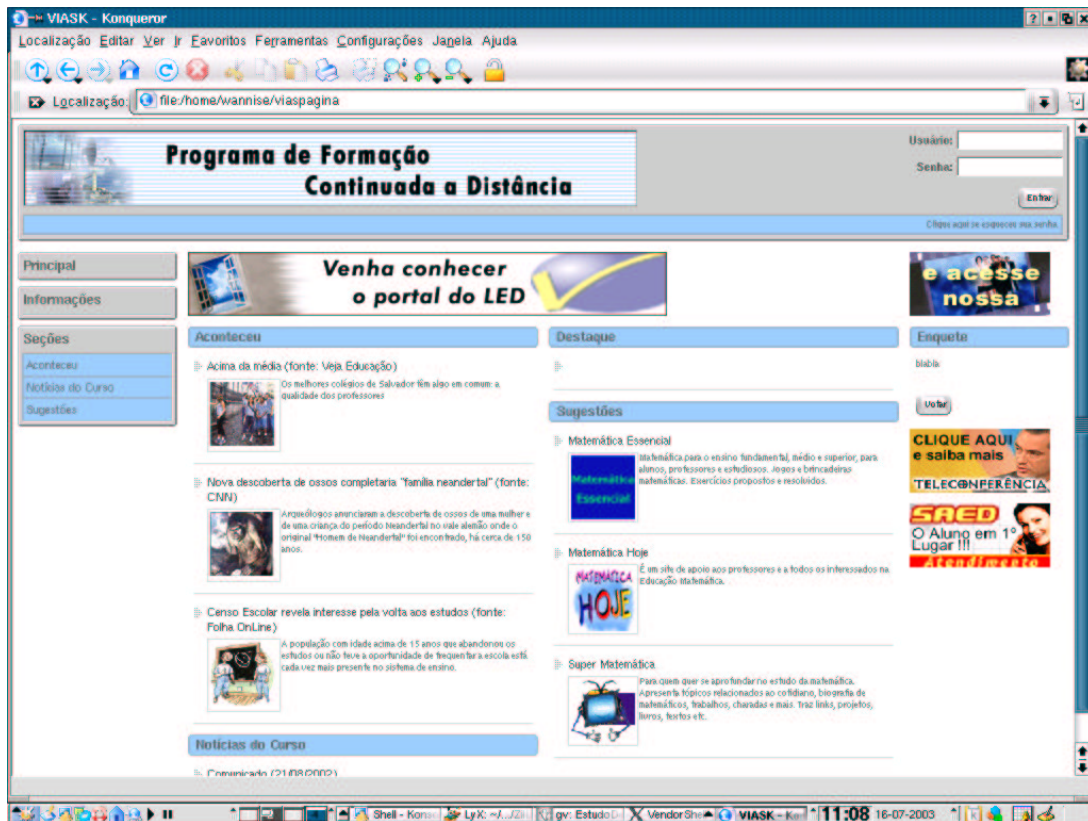 VIASK - Konqueror
Localização Editar Ver Ir Favoritos Ferramentas Configurações Janela Ajuda
Localização: file:/home/wannise/viaspagina
Programa de Formação
Continuada a Distância
Usuário:
Senha:
Entrar
Clique aqui se esqueceu sua senha.
Principal
Informações
Seções
Aconteceu
Notícias do Curso
Sugestões
Venha conhecer
o portal do LED
e acesse
nossa
Aconteceu
Acima da média (fonte: Veja Educação)
Os melhores colégios de Salvador têm algo em comum: a
qualidade dos professores
Nova descoberta de ossos completaria "família neandertal" (fonte:
CNN)
Arqueólogos anunciaram a descoberta de ossos de uma mulher e
de uma criança do período Neandertal no vale alemão onde o
original "Homem de Neandertal" foi encontrado, há cerca de 150
anos.
Censo Escolar revela interesse pela volta aos estudos (fonte:
Folha OnLine)
A população com idade acima de 15 anos que abandonou os
estudos ou não teve a oportunidade de frequentar a escola está
cada vez mais presente no sistema de ensino.
Notícias do Curso
Comunicado (21/08/2002)
Destaque
Sugestões
Matemática Essencial
Matemática
Essencial
Matemática para o ensino fundamental, médio e superior, para
alunos, professores e estudiosos. Jogos e brincadeiras
matemáticas. Exercícios propostos e resolvidos.
Matemática Hoje
MATEMÁTICA
HOJE
É um site de apoio aos professores e a todos os interessados na
Educação Matemática.
Super Matemática
Para quem quer se aprofundar no estudo da matemática.
Apresenta tópicos relacionados ao cotidiano, biografia de
matemáticos, trabalhos, charadas e mais. Traz links, projetos,
livros, textos etc.
Enquete
blabla
Votar
CLIQUE AQUI
e saiba mais
TELECONFERÊNCIA
SAED
O Aluno em 1º
Lugar !!!
Atendimento
Shell - Kons LyX: ~/ gv: Estudo VendorShe VIASK - Kon 11:08 16-07-2003